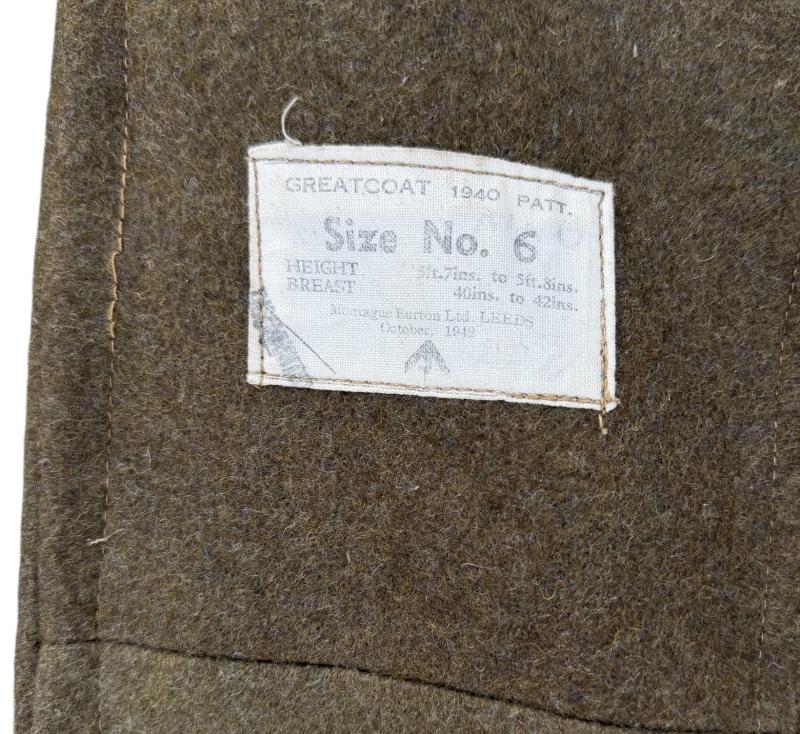 GREATCOAT 1940 PATT.
Size No. 6
HEIGHT 5ft.7ins. to 5ft.8ins.
BREAST 40ins. to 42ins.
Montague Burton Ltd. LEEDS
October, 1942